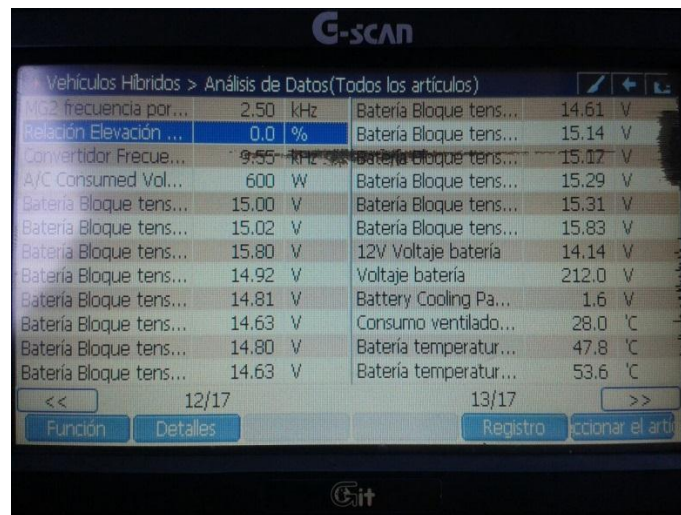 G-scan
Vehículos Híbridos > Análisis de Datos(Todos los artículos)
MG2 frecuencia por... 2.50 kHz Batería Bloque tens... 14.61 V
Relación Elevación ... 0.0 % Batería Bloque tens... 15.14 V
Convertidor Frecue... 9.55 kHz Batería Bloque tens... 15.17 V
A/C Consumed Vol... 600 W Batería Bloque tens... 15.29 V
Batería Bloque tens... 15.00 V Batería Bloque tens... 15.31 V
Batería Bloque tens... 15.02 V Batería Bloque tens... 15.83 V
Batería Bloque tens... 15.80 V 12V Voltaje batería 14.14 V
Batería Bloque tens... 14.92 V Voltaje batería 212.0 V
Batería Bloque tens... 14.81 V Battery Cooling Pa... 1.6 V
Batería Bloque tens... 14.63 V Consumo ventilado... 28.0 'C
Batería Bloque tens... 14.80 V Batería temperatur... 47.8 'C
Batería Bloque tens... 14.63 V Batería temperatur... 53.6 'C
<< 12/17 13/17 >>
Función Detalles Registro ccionar el artí
Git